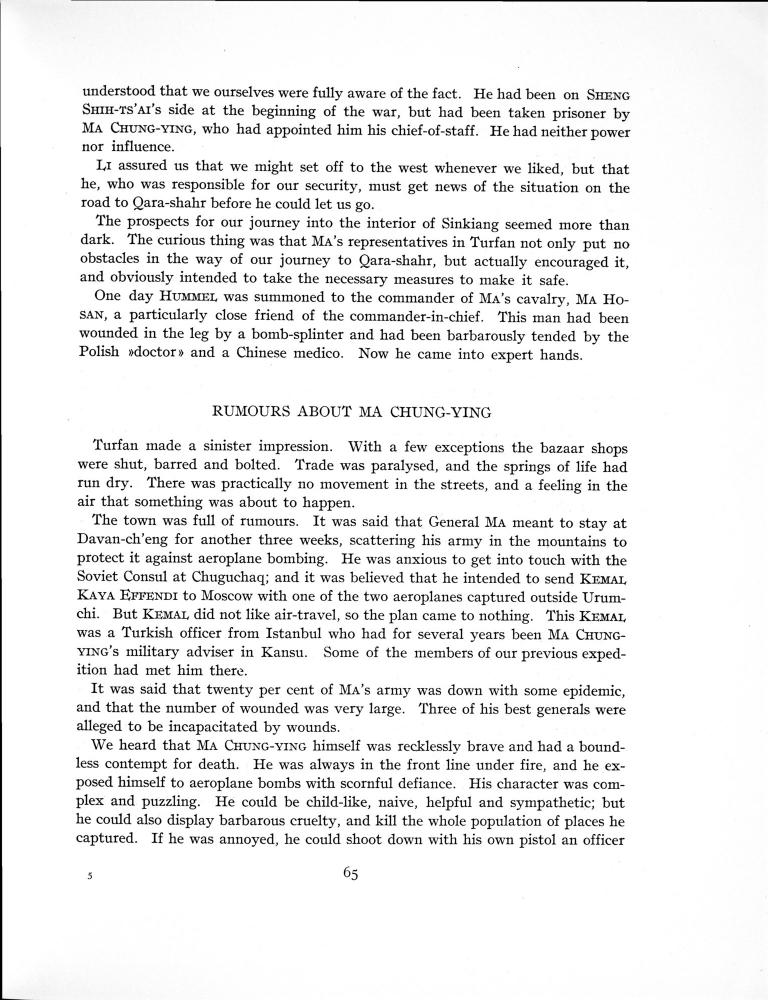 understood that we ourselves were fully aware of the fact. He had been on SHENG
SHIH-TS'AI's side at the beginning of the war, but had been taken prisoner by
MA CHUNG-YING, who had appointed him his chief-of-staff. He had neither power
nor influence.
LI assured us that we might set off to the west whenever we liked, but that
he, who was responsible for our security, must get news of the situation on the
road to Qara-shahr before he could let us go.
The prospects for our journey into the interior of Sinkiang seemed more than
dark. The curious thing was that MA's representatives in Turfan not only put no
obstacles in the way of our journey to Qara-shahr, but actually encouraged it,
and obviously intended to take the necessary measures to make it safe.
One day HUMMEL was summoned to the commander of MA's cavalry, MA HO-
SAN, a particularly close friend of the commander-in-chief. This man had been
wounded in the leg by a bomb-splinter and had been barbarously tended by the
Polish »doctor» and a Chinese medico. Now he came into expert hands.
RUMOURS ABOUT MA CHUNG-YING
Turfan made a sinister impression. With a few exceptions the bazaar shops
were shut, barred and bolted. Trade was paralysed, and the springs of life had
run dry. There was practically no movement in the streets, and a feeling in the
air that something was about to happen.
The town was full of rumours. It was said that General MA meant to stay at
Davan-ch'eng for another three weeks, scattering his army in the mountains to
protect it against aeroplane bombing. He was anxious to get into touch with the
Soviet Consul at Chuguchaq; and it was believed that he intended to send KEMAL
KAYA EFFENDI to Moscow with one of the two aeroplanes captured outside Urum-
chi. But KEMAL did not like air-travel, so the plan came to nothing. This KEMAL
was a Turkish officer from Istanbul who had for several years been MA CHUNG-
YING's military adviser in Kansu. Some of the members of our previous exped-
ition had met him there.
It was said that twenty per cent of MA's army was down with some epidemic,
and that the number of wounded was very large. Three of his best generals were
alleged to be incapacitated by wounds.
We heard that MA CHUNG-YING himself was recklessly brave and had a bound-
less contempt for death. He was always in the front line under fire, and he ex-
posed himself to aeroplane bombs with scornful defiance. His character was com-
plex and puzzling. He could be child-like, naive, helpful and sympathetic; but
he could also display barbarous cruelty, and kill the whole population of places he
captured. If he was annoyed, he could shoot down with his own pistol an officer
5
65